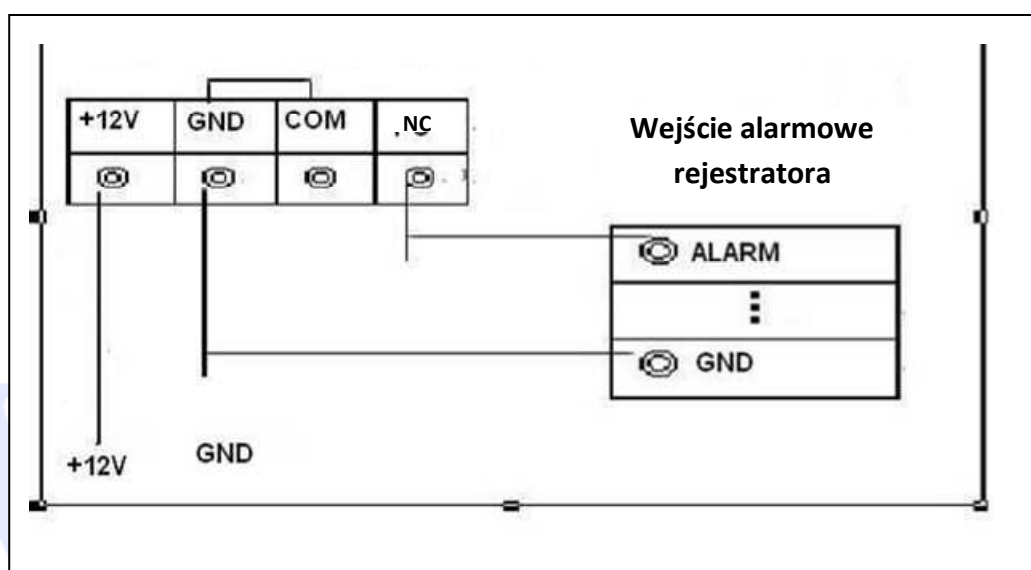 +12V GND COM NC
Wejście alarmowe
rejestratora
ALARM
GND
+12V GND